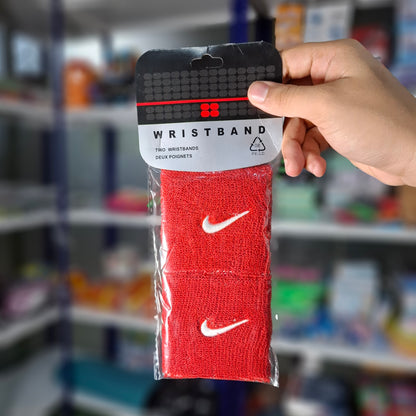 WRISTBAND
TWO WRISTBANDS
DEUX POIGNETS